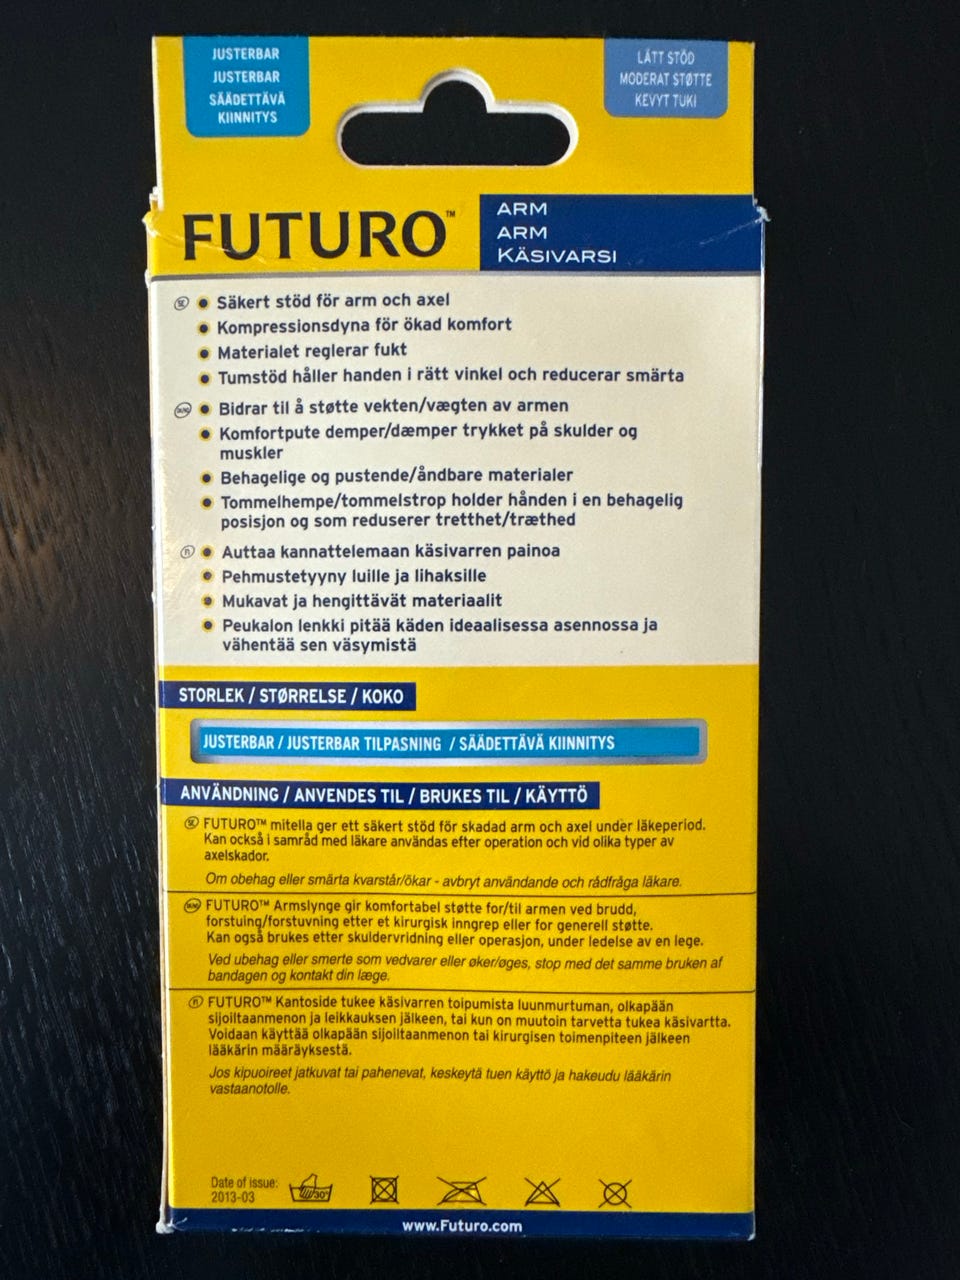 JUSTERBAR
JUSTERBAR
SÄÄDETTÄVÄ
KIINNITYS
LÄTT STÖD
MODERAT STØTTE
KEVYT TUKI
FUTURO™
ARM
ARM
KÄSIVARSI
SE • Säkert stöd för arm och axel
• Kompressionsdyna för ökad komfort
• Materialet reglerar fukt
• Tumstöd håller handen i rätt vinkel och reducerar smärta
• Bidrar til å støtte vekten/vægten av armen
• Komfortpute demper/dæmper trykket på skulder og
muskler
• Behagelige og pustende/åndbare materialer
• Tommelhempe/tommelstrop holder hånden i en behagelig
posisjon og som reduserer tretthet/træthed
fi • Auttaa kannattelemaan käsivarren painoa
• Pehmustetyyny luille ja lihaksille
• Mukavat ja hengittävät materiaalit
• Peukalon lenkki pitää käden ideaalisessa asennossa ja
vähentää sen väsymistä
STORLEK / STØRRELSE / KOKO
JUSTERBAR / JUSTERBAR TILPASNING / SÄÄDETTÄVÄ KIINNITYS
ANVÄNDNING / ANVENDES TIL / BRUKES TIL / KÄYTTÖ
SE FUTURO™ mitella ger ett säkert stöd för skadad arm och axel under läkeperiod.
Kan också i samråd med läkare användas efter operation och vid olika typer av
axelskador.
Om obehag eller smärta kvarstår/ökar - avbryt användande och rådfråga läkare.
FUTURO™ Armslynge gir komfortabel støtte for/til armen ved brudd,
forstuing/forstuvning etter et kirurgisk inngrep eller for generell støtte.
Kan også brukes etter skuldervridning eller operasjon, under ledelse av en lege.
Ved ubehag eller smerte som vedvarer eller øker/øges, stop med det samme bruken af
bandagen og kontakt din læge.
fi FUTURO™ Kantoside tukee käsivarren toipumista luunmurtuman, olkapään
sijoiltaanmenon ja leikkauksen jälkeen, tai kun on muutoin tarvetta tukea käsivartta.
Voidaan käyttää olkapään sijoiltaanmenon tai kirurgisen toimenpiteen jälkeen
lääkärin määräyksestä.
Jos kipuoireet jatkuvat tai pahenevat, keskeytä tuen käyttö ja hakeudu lääkärin
vastaanotolle.
Date of issue:
2013-03
30°
www.Futuro.com